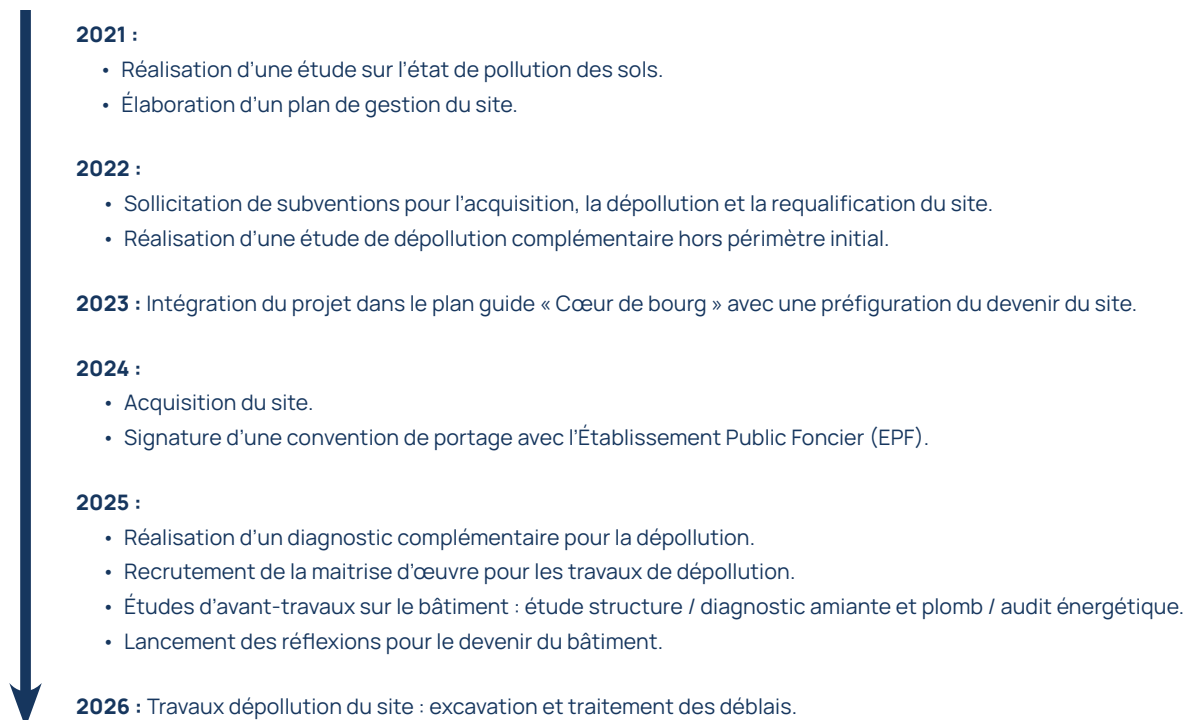 2021 :
• Réalisation d’une étude sur l’état de pollution des sols.
• Élaboration d’un plan de gestion du site.
2022 :
• Sollicitation de subventions pour l’acquisition, la dépollution et la requalification du site.
• Réalisation d’une étude de dépollution complémentaire hors périmètre initial.
2023 : Intégration du projet dans le plan guide « Cœur de bourg » avec une préfiguration du devenir du site.
2024 :
• Acquisition du site.
• Signature d’une convention de portage avec l’Établissement Public Foncier (EPF).
2025 :
• Réalisation d’un diagnostic complémentaire pour la dépollution.
• Recrutement de la maitrise d’œuvre pour les travaux de dépollution.
• Études d’avant-travaux sur le bâtiment : étude structure / diagnostic amiante et plomb / audit énergétique.
• Lancement des réflexions pour le devenir du bâtiment.
2026 : Travaux dépollution du site : excavation et traitement des déblais.